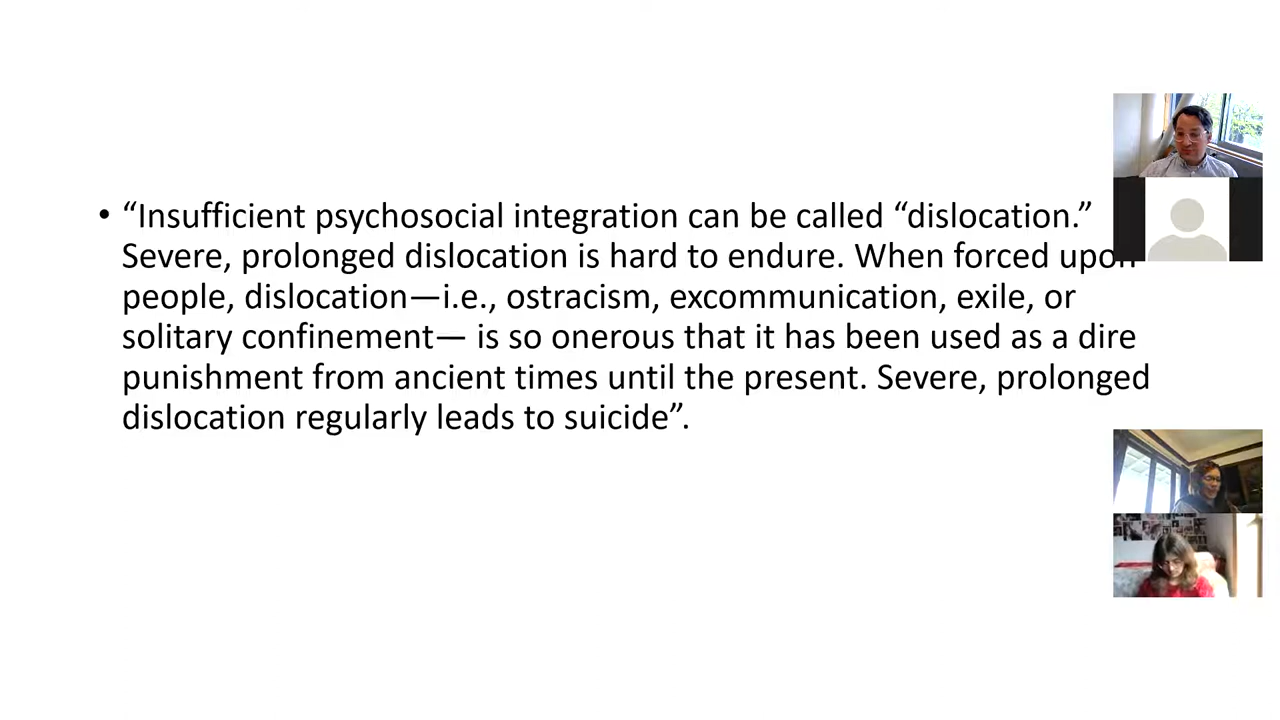 • “Insufficient psychosocial integration can be called “dislocation.”
Severe, prolonged dislocation is hard to endure. When forced upon
people, dislocation—i.e., ostracism, excommunication, exile, or
solitary confinement— is so onerous that it has been used as a dire
punishment from ancient times until the present. Severe, prolonged
dislocation regularly leads to suicide”.